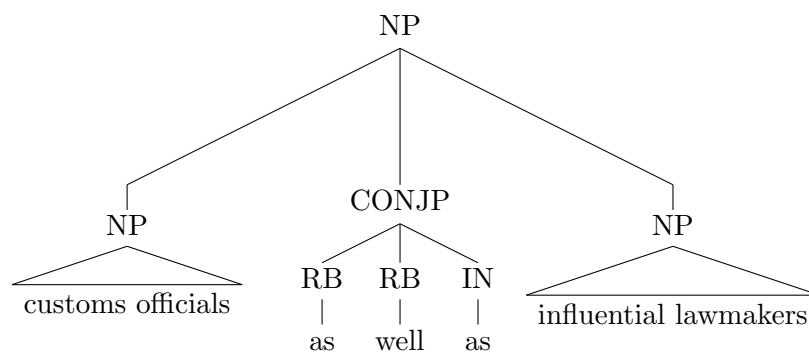 NP
NP CONJP NP
RB RB IN
customs officials influential lawmakers
as well as